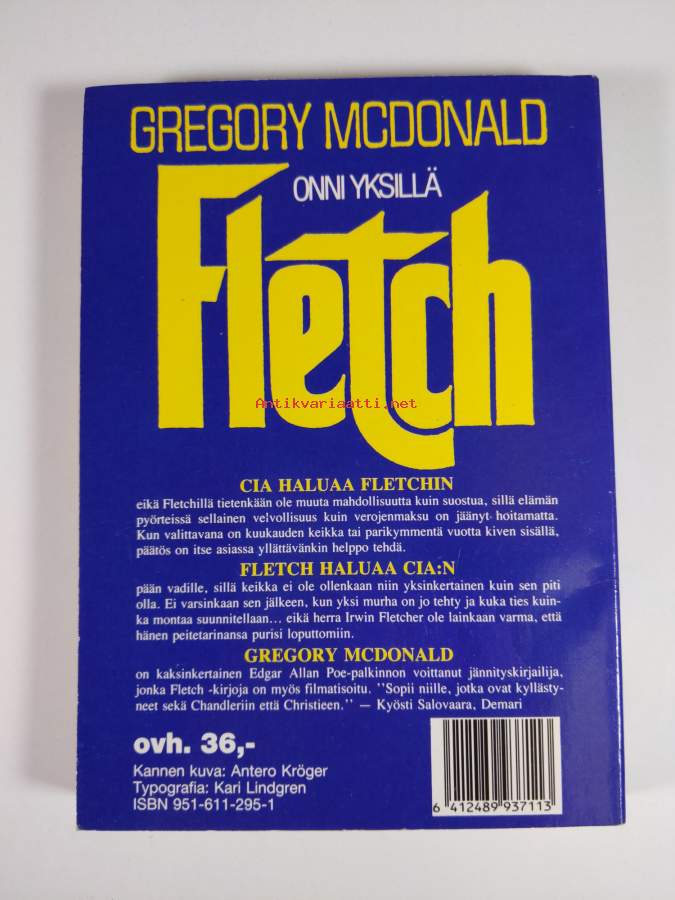 GREGORY MCDONALD
ONNI YKSILLÄ
Fletch
Antikvariaatti.net
CIA HALUAA FLETCHIN
eikä Fletchillä tietenkään ole muuta mahdollisuutta kuin suostua, sillä elämän
pyörteissä sellainen velvollisuus kuin verojenmaksu on jäänyt hoitamatta.
Kun valittavana on kuukauden keikka tai parikymmentä vuotta kiven sisällä,
päätös on itse asiassa yllättävänkin helppo tehdä.
FLETCH HALUAA CIA:N
pään vadille, sillä keikka ei ole ollenkaan niin yksinkertainen kuin sen piti
olla. Ei varsinkaan sen jälkeen, kun yksi murha on jo tehty ja kuka ties kuin-
ka montaa suunnitellaan... eikä herra Irwin Fletcher ole lainkaan varma, että
hänen peitetarinansa purisi loputtomiin.
GREGORY MCDONALD
on kaksinkertainen Edgar Allan Poe-palkinnon voittanut jännityskirjailija,
jonka Fletch -kirjoja on myös filmatisoitu. "Sopii niille, jotka ovat kyllästy-
neet sekä Chandleriin että Christieen." — Kyösti Salovaara, Demari
ovh. 36,-
Kannen kuva: Antero Kröger
Typografia: Kari Lindgren
ISBN 951-611-295-1
6 412489 937113